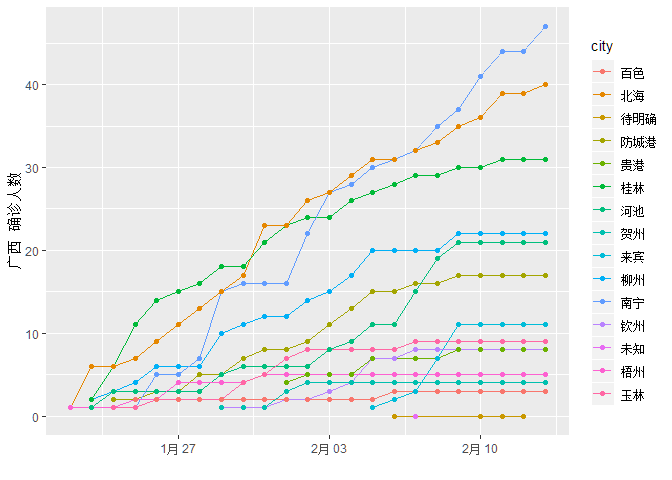 广西 确诊人数
40
30
20
10
0
1月 27
2月 03
2月 10
city
百色
北海
待明确
防城港
贵港
桂林
河池
贺州
来宾
柳州
南宁
钦州
未知
梧州
玉林